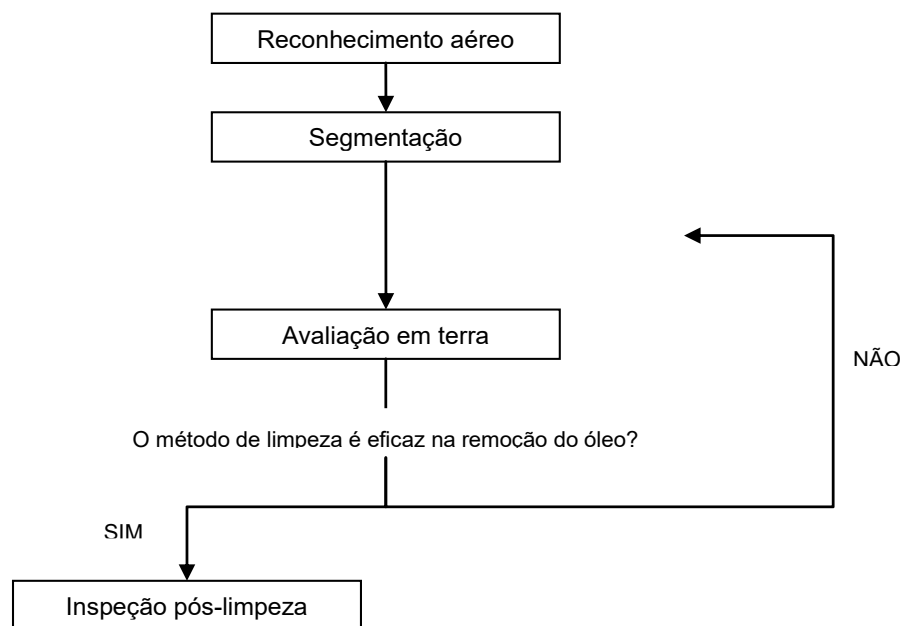 Reconhecimento aéreo
Segmentação
Avaliação em terra
NÃO
O método de limpeza é eficaz na remoção do óleo?
SIM
Inspeção pós-limpeza